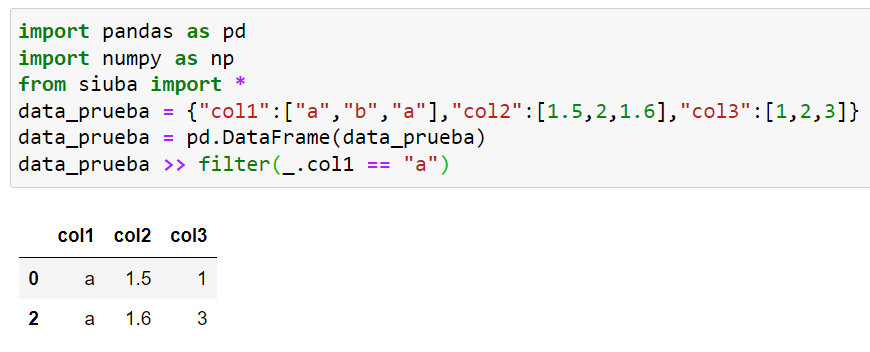 import pandas as pd
import numpy as np
from siuba import *
data_prueba = {"col1":["a","b","a"],"col2":[1.5,2,1.6],"col3":[1,2,3]}
data_prueba = pd.DataFrame(data_prueba)
data_prueba >> filter(_.col1 == "a")
col1 col2 col3
0 a 1.5 1
2 a 1.6 3